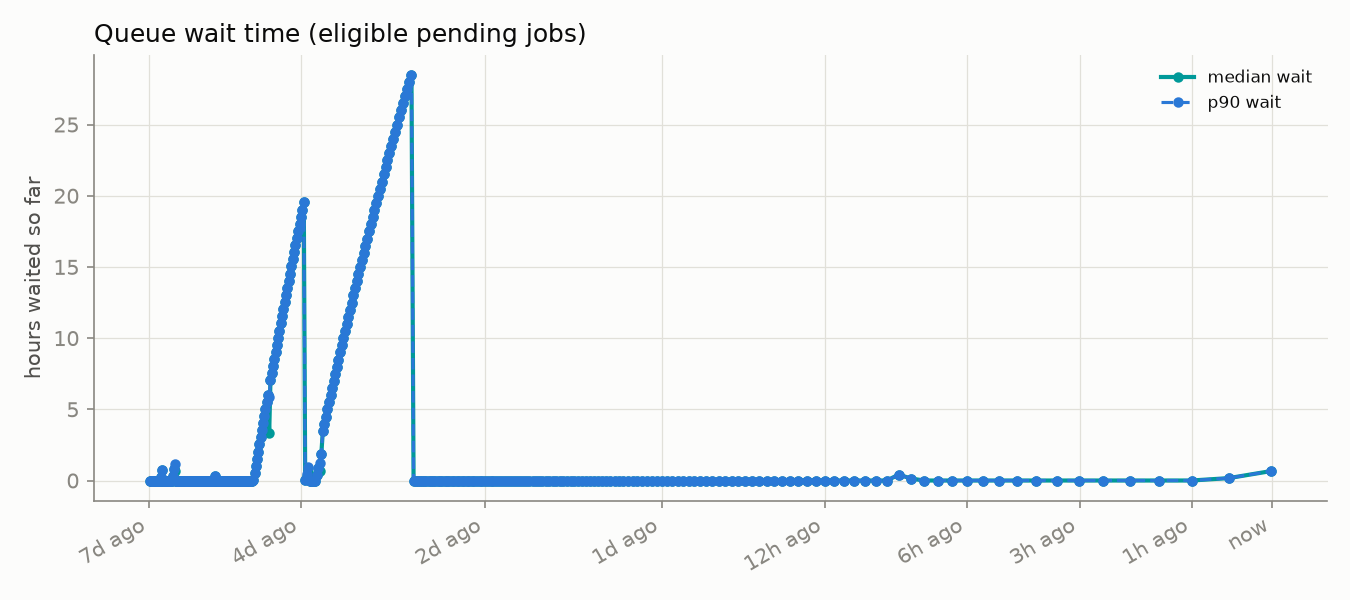 Queue wait time (eligible pending jobs)
median wait
p90 wait
hours waited so far
25
20
15
10
5
0
7d ago
4d ago
2d ago
1d ago
12h ago
6h ago
3h ago
1h ago
now